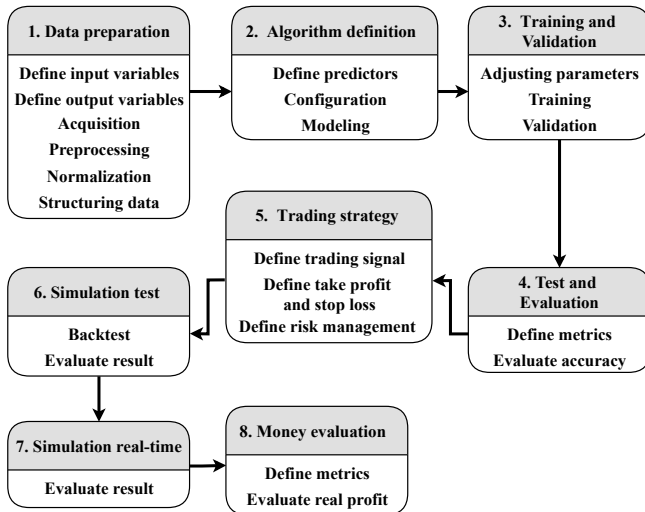 1. Data preparation
Define input variables
Define output variables
Acquisition
Preprocessing
Normalization
Structuring data
2. Algorithm definition
Define predictors
Configuration
Modeling
3. Training and
Validation
Adjusting parameters
Training
Validation
4. Test and
Evaluation
Define metrics
Evaluate accuracy
5. Trading strategy
Define trading signal
Define take profit
and stop loss
Define risk management
6. Simulation test
Backtest
Evaluate result
7. Simulation real-time
Evaluate result
8. Money evaluation
Define metrics
Evaluate real profit